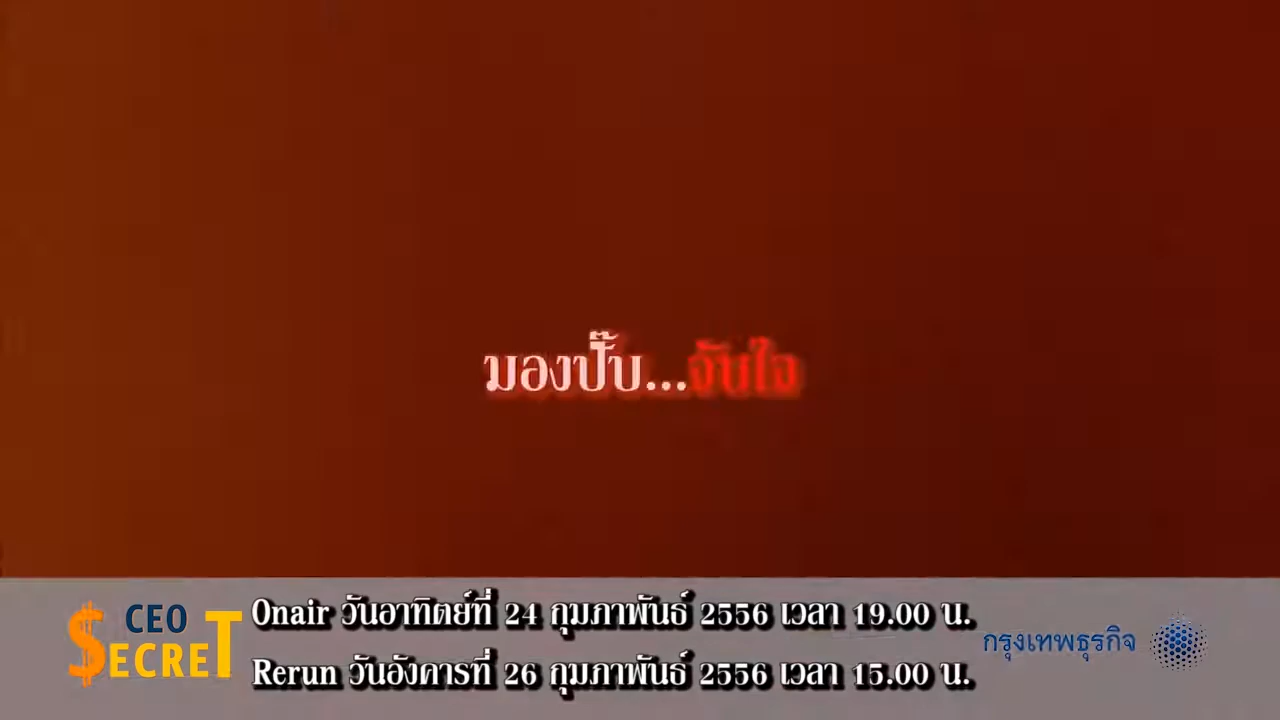 มองปั๊บ...จับใจ
CEO
$ECRET
Onair วันอาทิตย์ที่ 24 กุมภาพันธ์ 2556 เวลา 19.00 น.
Rerun วันอังคารที่ 26 กุมภาพันธ์ 2556 เวลา 15.00 น.
กรุงเทพธุรกิจ